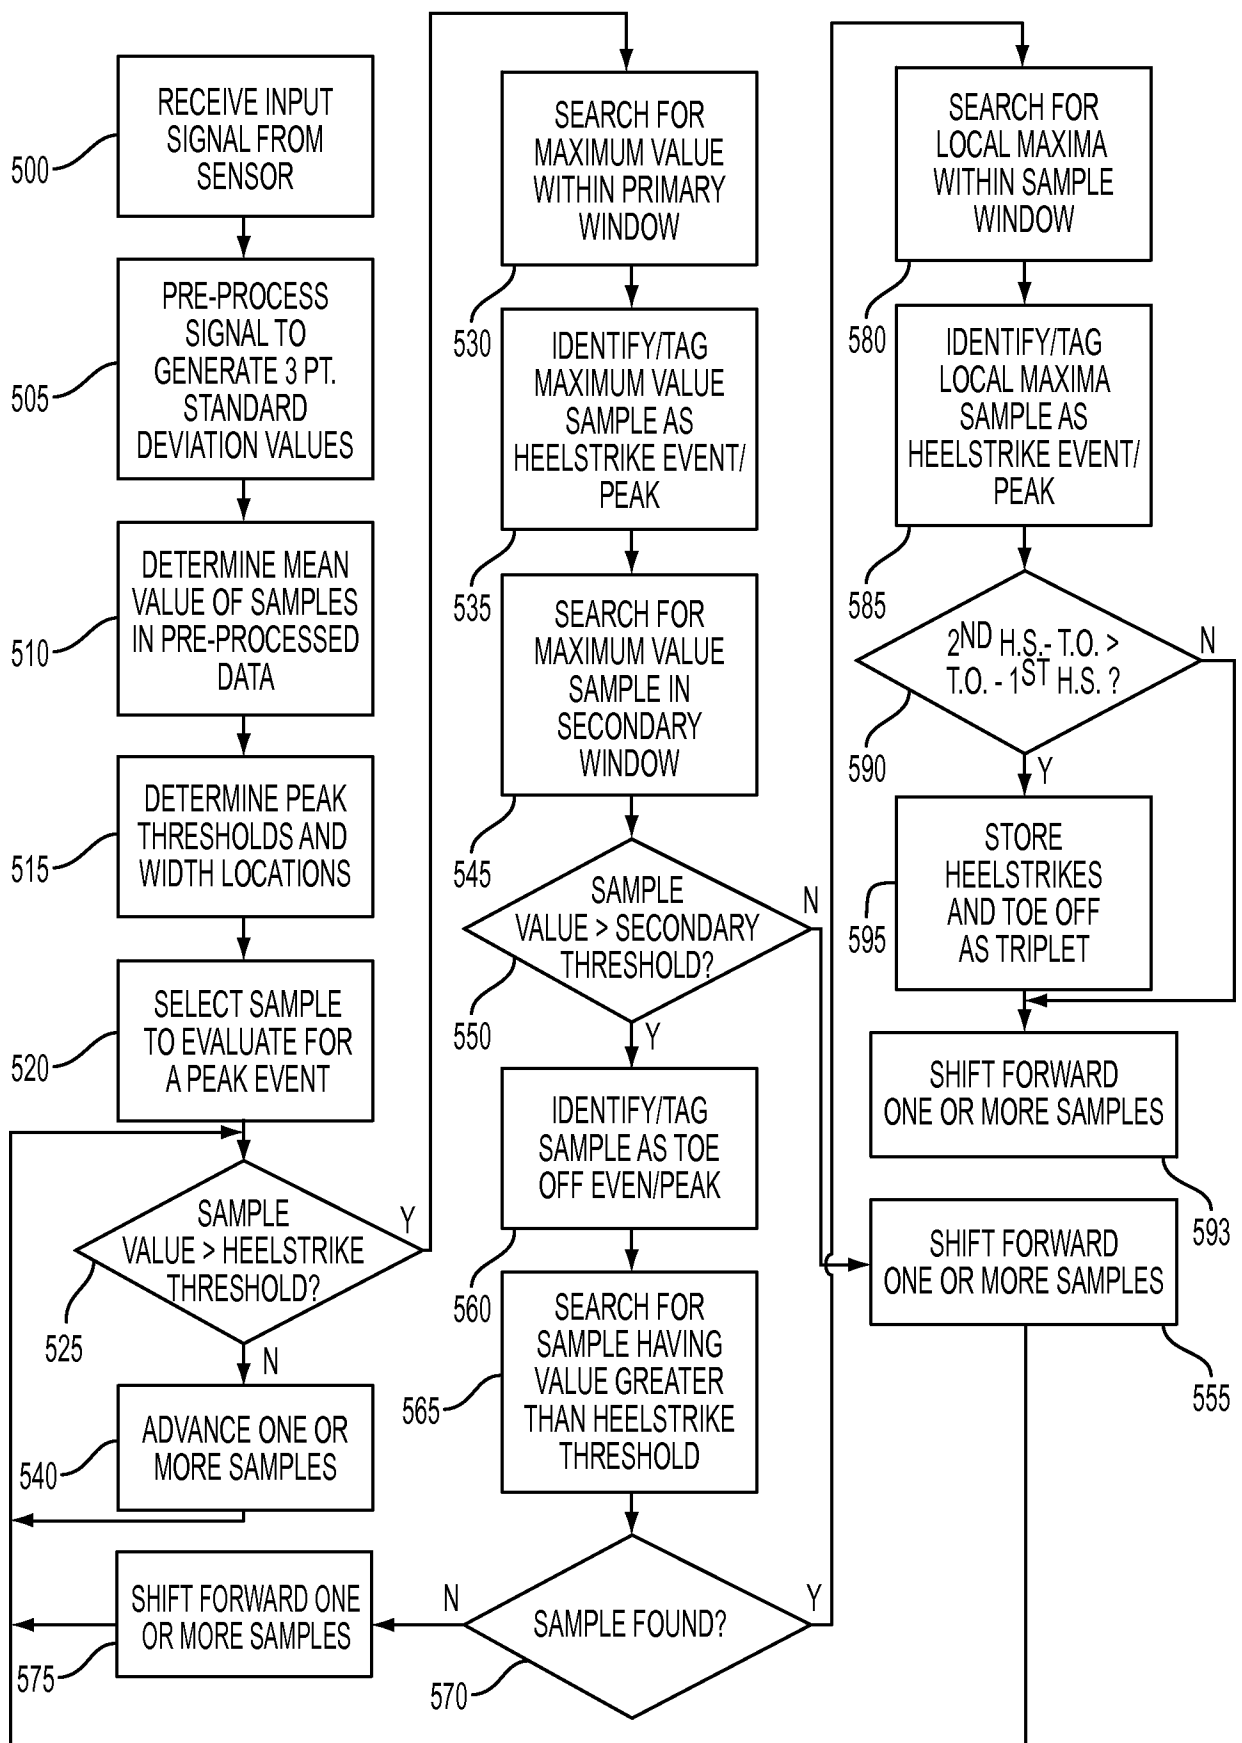 RECEIVE INPUT
SIGNAL FROM
SENSOR
500
PRE-PROCESS
SIGNAL TO
GENERATE 3 PT.
STANDARD
DEVIATION VALUES
505
DETERMINE MEAN
VALUE OF SAMPLES
IN PRE-PROCESSED
DATA
510
DETERMINE PEAK
THRESHOLDS AND
WIDTH LOCATIONS
515
SELECT SAMPLE
TO EVALUATE FOR
A PEAK EVENT
520
SAMPLE
VALUE > HEELSTRIKE
THRESHOLD?
Y
525
N
ADVANCE ONE OR
MORE SAMPLES
540
SHIFT FORWARD ONE
OR MORE SAMPLES
575
SEARCH FOR
MAXIMUM VALUE
WITHIN PRIMARY
WINDOW
530
IDENTIFY/TAG
MAXIMUM VALUE
SAMPLE AS
HEELSTRIKE EVENT/
PEAK
535
SEARCH FOR
MAXIMUM VALUE
SAMPLE IN
SECONDARY
WINDOW
545
SAMPLE
VALUE > SECONDARY
THRESHOLD?
N
550
Y
IDENTIFY/TAG
SAMPLE AS TOE
OFF EVEN/PEAK
560
SEARCH FOR
SAMPLE HAVING
VALUE GREATER
THAN HEELSTRIKE
THRESHOLD
565
N
SAMPLE FOUND?
Y
570
SEARCH FOR
LOCAL MAXIMA
WITHIN SAMPLE
WINDOW
580
IDENTIFY/TAG
LOCAL MAXIMA
SAMPLE AS
HEELSTRIKE EVENT/
PEAK
585
2ND H.S.- T.O. >
T.O. - 1ST H.S. ?
N
590
Y
STORE
HEELSTRIKES
AND TOE OFF
AS TRIPLET
595
SHIFT FORWARD
ONE OR MORE SAMPLES
593
SHIFT FORWARD
ONE OR MORE SAMPLES
555